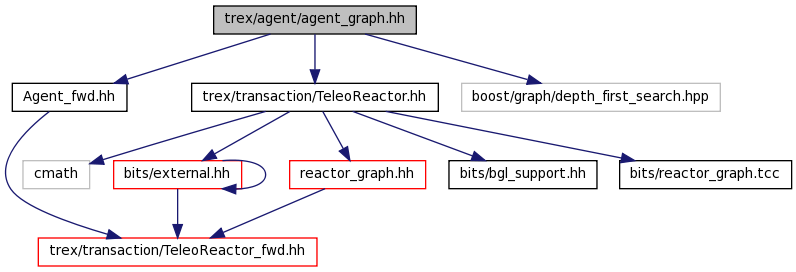 trex/agent/agent_graph.hh
Agent_fwd.hh
trex/transaction/TeleoReactor.hh
boost/graph/depth_first_search.hpp
cmath
bits/external.hh
reactor_graph.hh
bits/bgl_support.hh
bits/reactor_graph.tcc
trex/transaction/TeleoReactor_fwd.hh